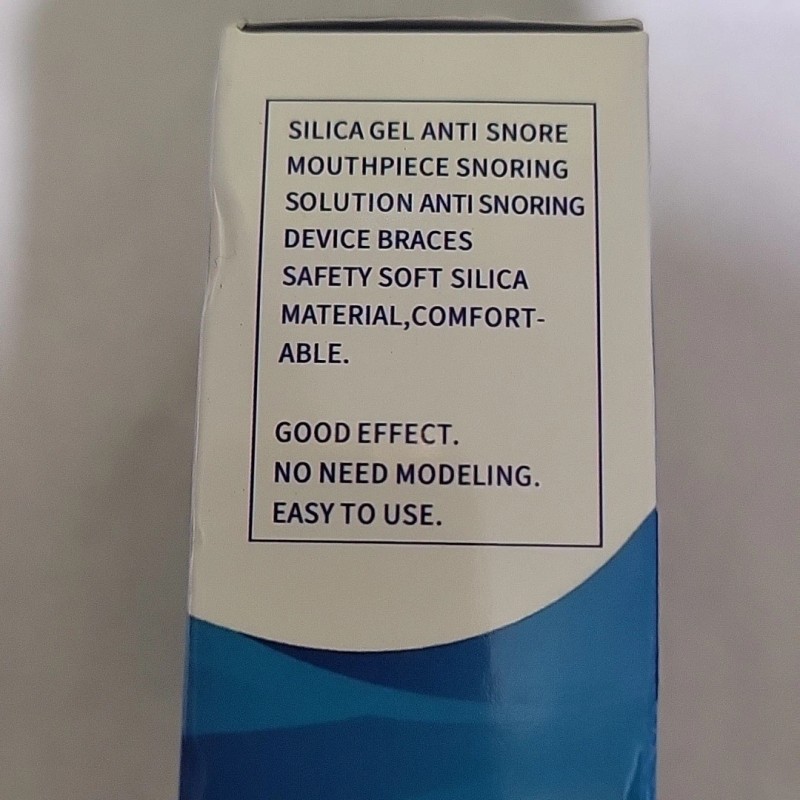 SILICA GEL ANTI SNORE
MOUTHPIECE SNORING
SOLUTION ANTI SNORING
DEVICE BRACES
SAFETY SOFT SILICA
MATERIAL,COMFORT-
ABLE.
GOOD EFFECT.
NO NEED MODELING.
EASY TO USE.